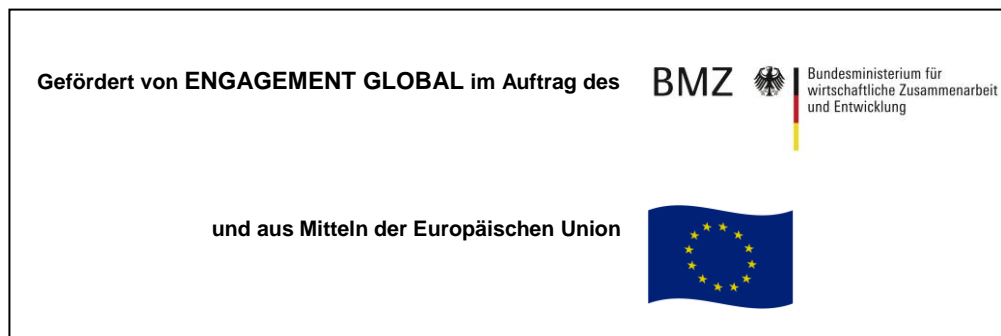 Gefördert von ENGAGEMENT GLOBAL im Auftrag des
BMZ
Bundesministerium für
wirtschaftliche Zusammenarbeit
und Entwicklung
und aus Mitteln der Europäischen Union